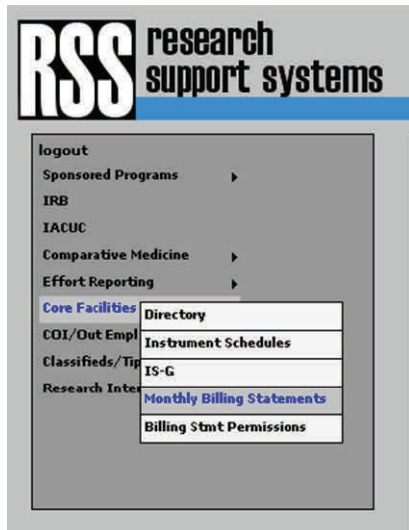 RSS research
support systems
logout
Sponsored Programs
IRB
IACUC
Comparative Medicine
Effort Reporting
Core Facilities
Directory
COI/Out Empl
Instrument Schedules
Classifieds/Tip
IS-G
Research Inter
Monthly Billing Statements
Billing Stmt Permissions